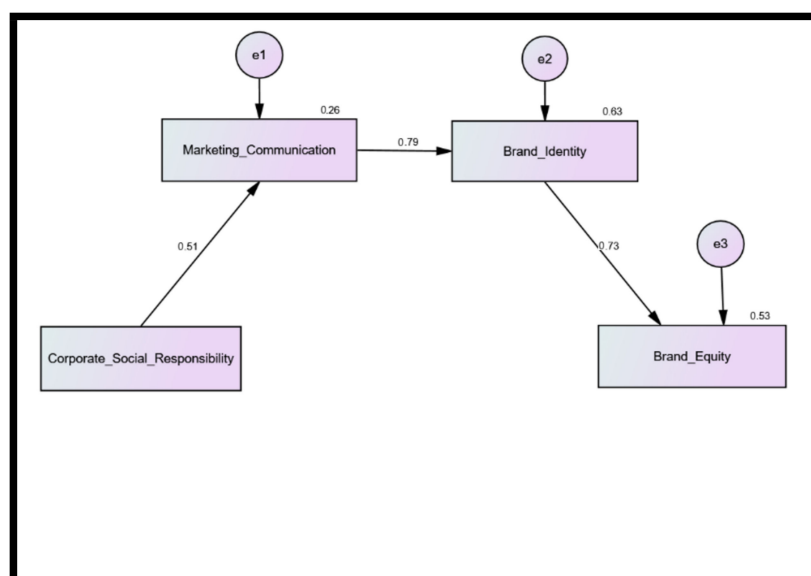 e1
e2
0.26
0.63
Marketing_Communication
0.79
Brand_Identity
0.51
0.73
e3
0.53
Corporate_Social_Responsibility
Brand_Equity